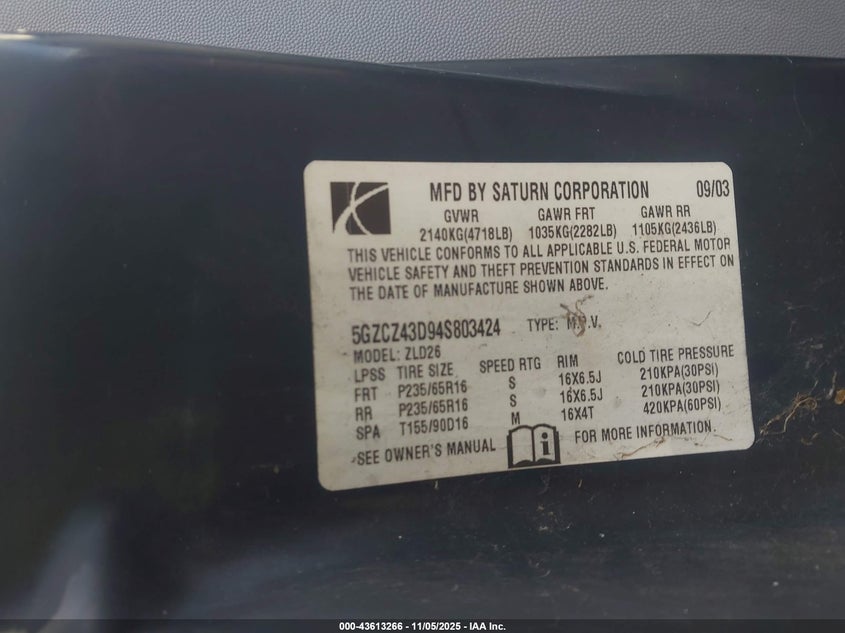 MFD BY SATURN CORPORATION 09/03
GVWR GAWR FRT GAWR RR
2140KG(4718LB) 1035KG(2282LB) 1105KG(2436LB)
THIS VEHICLE CONFORMS TO ALL APPLICABLE U.S. FEDERAL MOTOR
VEHICLE SAFETY AND THEFT PREVENTION STANDARDS IN EFFECT ON
THE DATE OF MANUFACTURE SHOWN ABOVE.
5GZCZ43D94S803424 TYPE: M.P.V.
MODEL: ZLD26
LPSS TIRE SIZE SPEED RTG RIM COLD TIRE PRESSURE
FRT P235/65R16 S 16X6.5J 210KPA(30PSI)
RR P235/65R16 S 16X6.5J 210KPA(30PSI)
SPA T155/90D16 M 16X4T 420KPA(60PSI)
SEE OWNER'S MANUAL i FOR MORE INFORMATION.
000-43613266 - 11/05/2025 - IAA Inc.